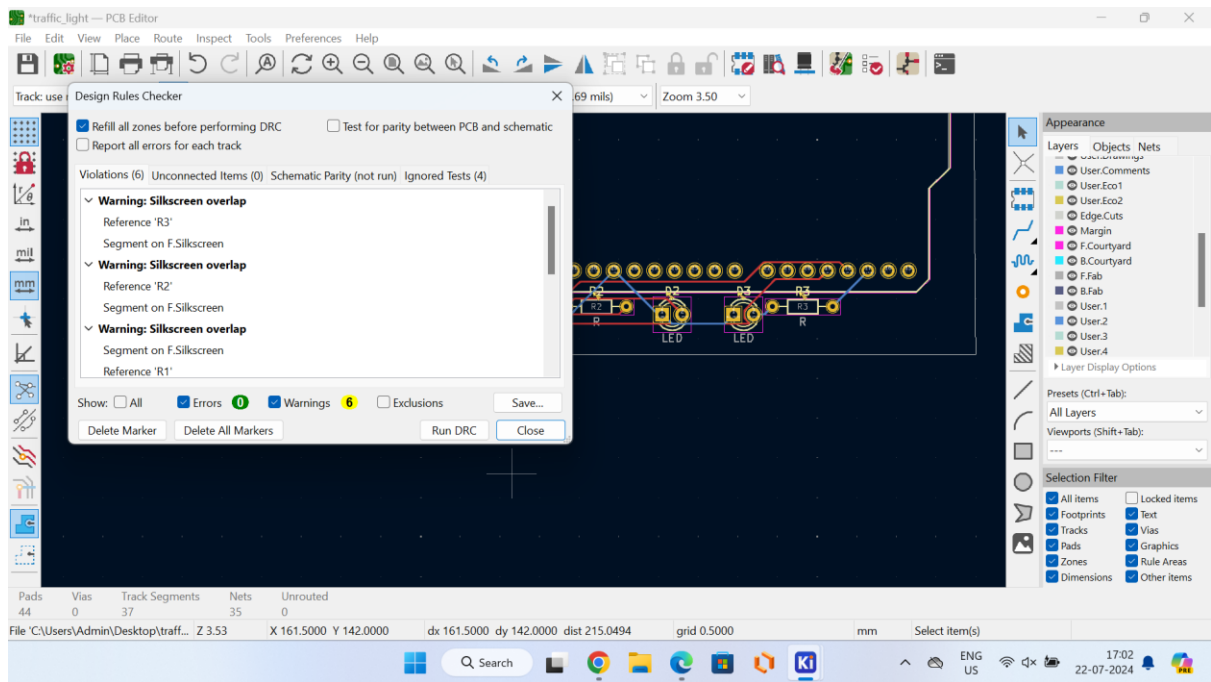 *traffic_light — PCB Editor
File Edit View Place Route Inspect Tools Preferences Help
Track: use
.69 mils)
Zoom 3.50
Design Rules Checker
Refill all zones before performing DRC
Test for parity between PCB and schematic
Report all errors for each track
Violations (6) Unconnected Items (0) Schematic Parity (not run) Ignored Tests (4)
Warning: Silkscreen overlap
Reference 'R3'
Segment on F.Silkscreen
Warning: Silkscreen overlap
Reference 'R2'
Segment on F.Silkscreen
Warning: Silkscreen overlap
Segment on F.Silkscreen
Reference 'R1'
Show: All Errors 0 Warnings 6 Exclusions Save...
Delete Marker Delete All Markers Run DRC Close
in
mil
mm
R2 D2 D3 R3
R2 R3
R LED LED R
Appearance
Layers Objects Nets
User.Drawings
User.Comments
User.Eco1
User.Eco2
Edge.Cuts
Margin
F.Courtyard
B.Courtyard
F.Fab
B.Fab
User.1
User.2
User.3
User.4
Layer Display Options
Presets (Ctrl+Tab):
All Layers
Viewports (Shift+Tab):
---
Selection Filter
All items Locked items
Footprints Text
Tracks Vias
Pads Graphics
Zones Rule Areas
Dimensions Other items
Pads Vias Track Segments Nets Unrouted
44 0 37 35 0
File 'C:\Users\Admin\Desktop\traff... Z 3.53 X 161.5000 Y 142.0000 dx 161.5000 dy 142.0000 dist 215.0494 grid 0.5000 mm Select item(s)
Search
Ki
ENG
US
17:02
22-07-2024
PRE